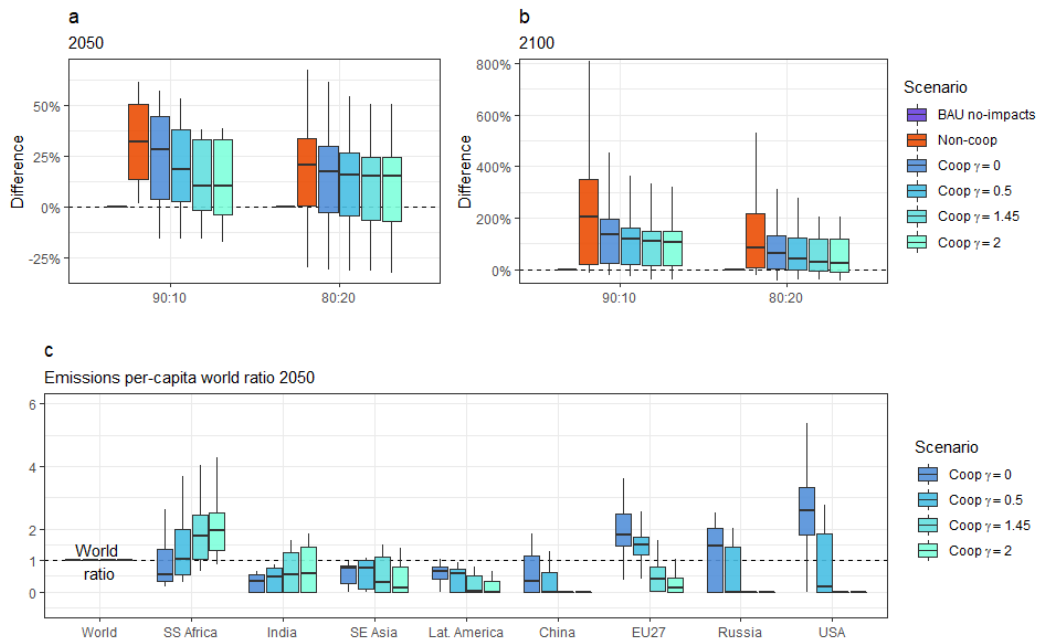 a
2050
Difference
50%
25%
0%
-25%
90:10
80:20
b
2100
Difference
800%
600%
400%
200%
0%
90:10
80:20
Scenario
BAU no-impacts
Non-coop
Coop γ = 0
Coop γ = 0.5
Coop γ = 1.45
Coop γ = 2
c
Emissions per-capita world ratio 2050
6
4
2
1
0
World
ratio
World
SS Africa
India
SE Asia
Lat. America
China
EU27
Russia
USA
Scenario
Coop γ = 0
Coop γ = 0.5
Coop γ = 1.45
Coop γ = 2